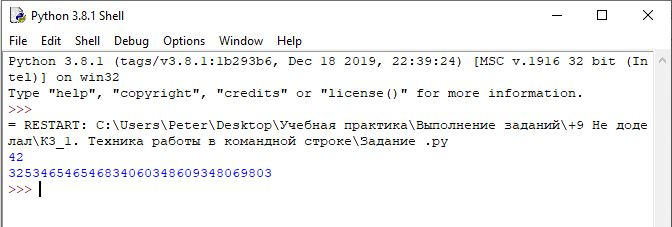 Python 3.8.1 Shell
File Edit Shell Debug Options Window Help
Python 3.8.1 (tags/v3.8.1:1b293b6, Dec 18 2019, 22:39:24) [MSC v.1916 32 bit (In
tel)] on win32
Type "help", "copyright", "credits" or "license()" for more information.
>>>
= RESTART: C:\Users\Peter\Desktop\Учебная практика\Выполнение заданий\+9 Не доде
лал\КЗ_1. Техника работы в командной строке\Задание .py
42
325346546546834060348609348069803
>>>